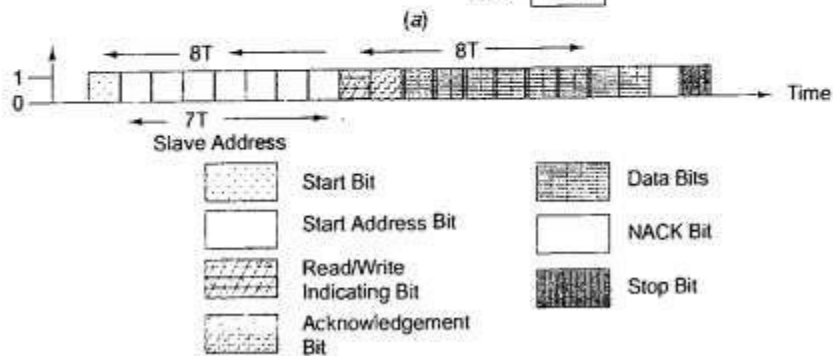 (a)
8T 8T
1
0
Time
7T
Slave Address
Start Bit
Start Address Bit
Read/Write
Indicating Bit
Acknowledgement
Bit
Data Bits
NACK Bit
Stop Bit